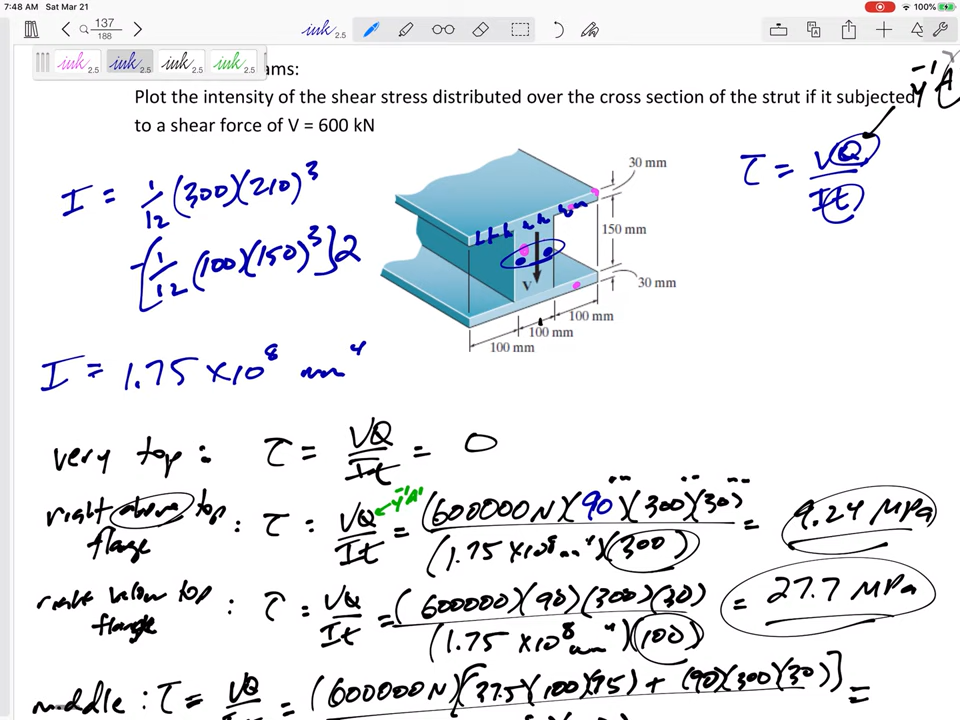 7:48 AM Sat Mar 21 100%
137
188
ink 2.5
ink 2.5 ink 2.5 ink 2.5 ink 2.5 ams:
Plot the intensity of the shear stress distributed over the cross section of the strut if it subjected
to a shear force of V = 600 kN
ȳ'A'
τ = VQ / It
I = 1/12 (300)(210)³
- [1/12 (100)(150)³] 2
I = 1.75 × 10⁸ mm⁴
30 mm
150 mm
30 mm
V
100 mm
100 mm
100 mm
very top : τ = VQ / It = 0
right above top flange : τ = VQ / It = (600000 N)(90)(300)(30) / (1.75 × 10⁸ mm⁴)(300) = 9.24 MPa
ȳ'A'
mm mm mm
right below top flange : τ = VQ / It = (600000)(90)(300)(30) / (1.75 × 10⁸ mm⁴)(100) = 27.7 MPa
middle : τ = VQ = (600000 N)[37.5(100)(75) + (90)(300)(30)] =